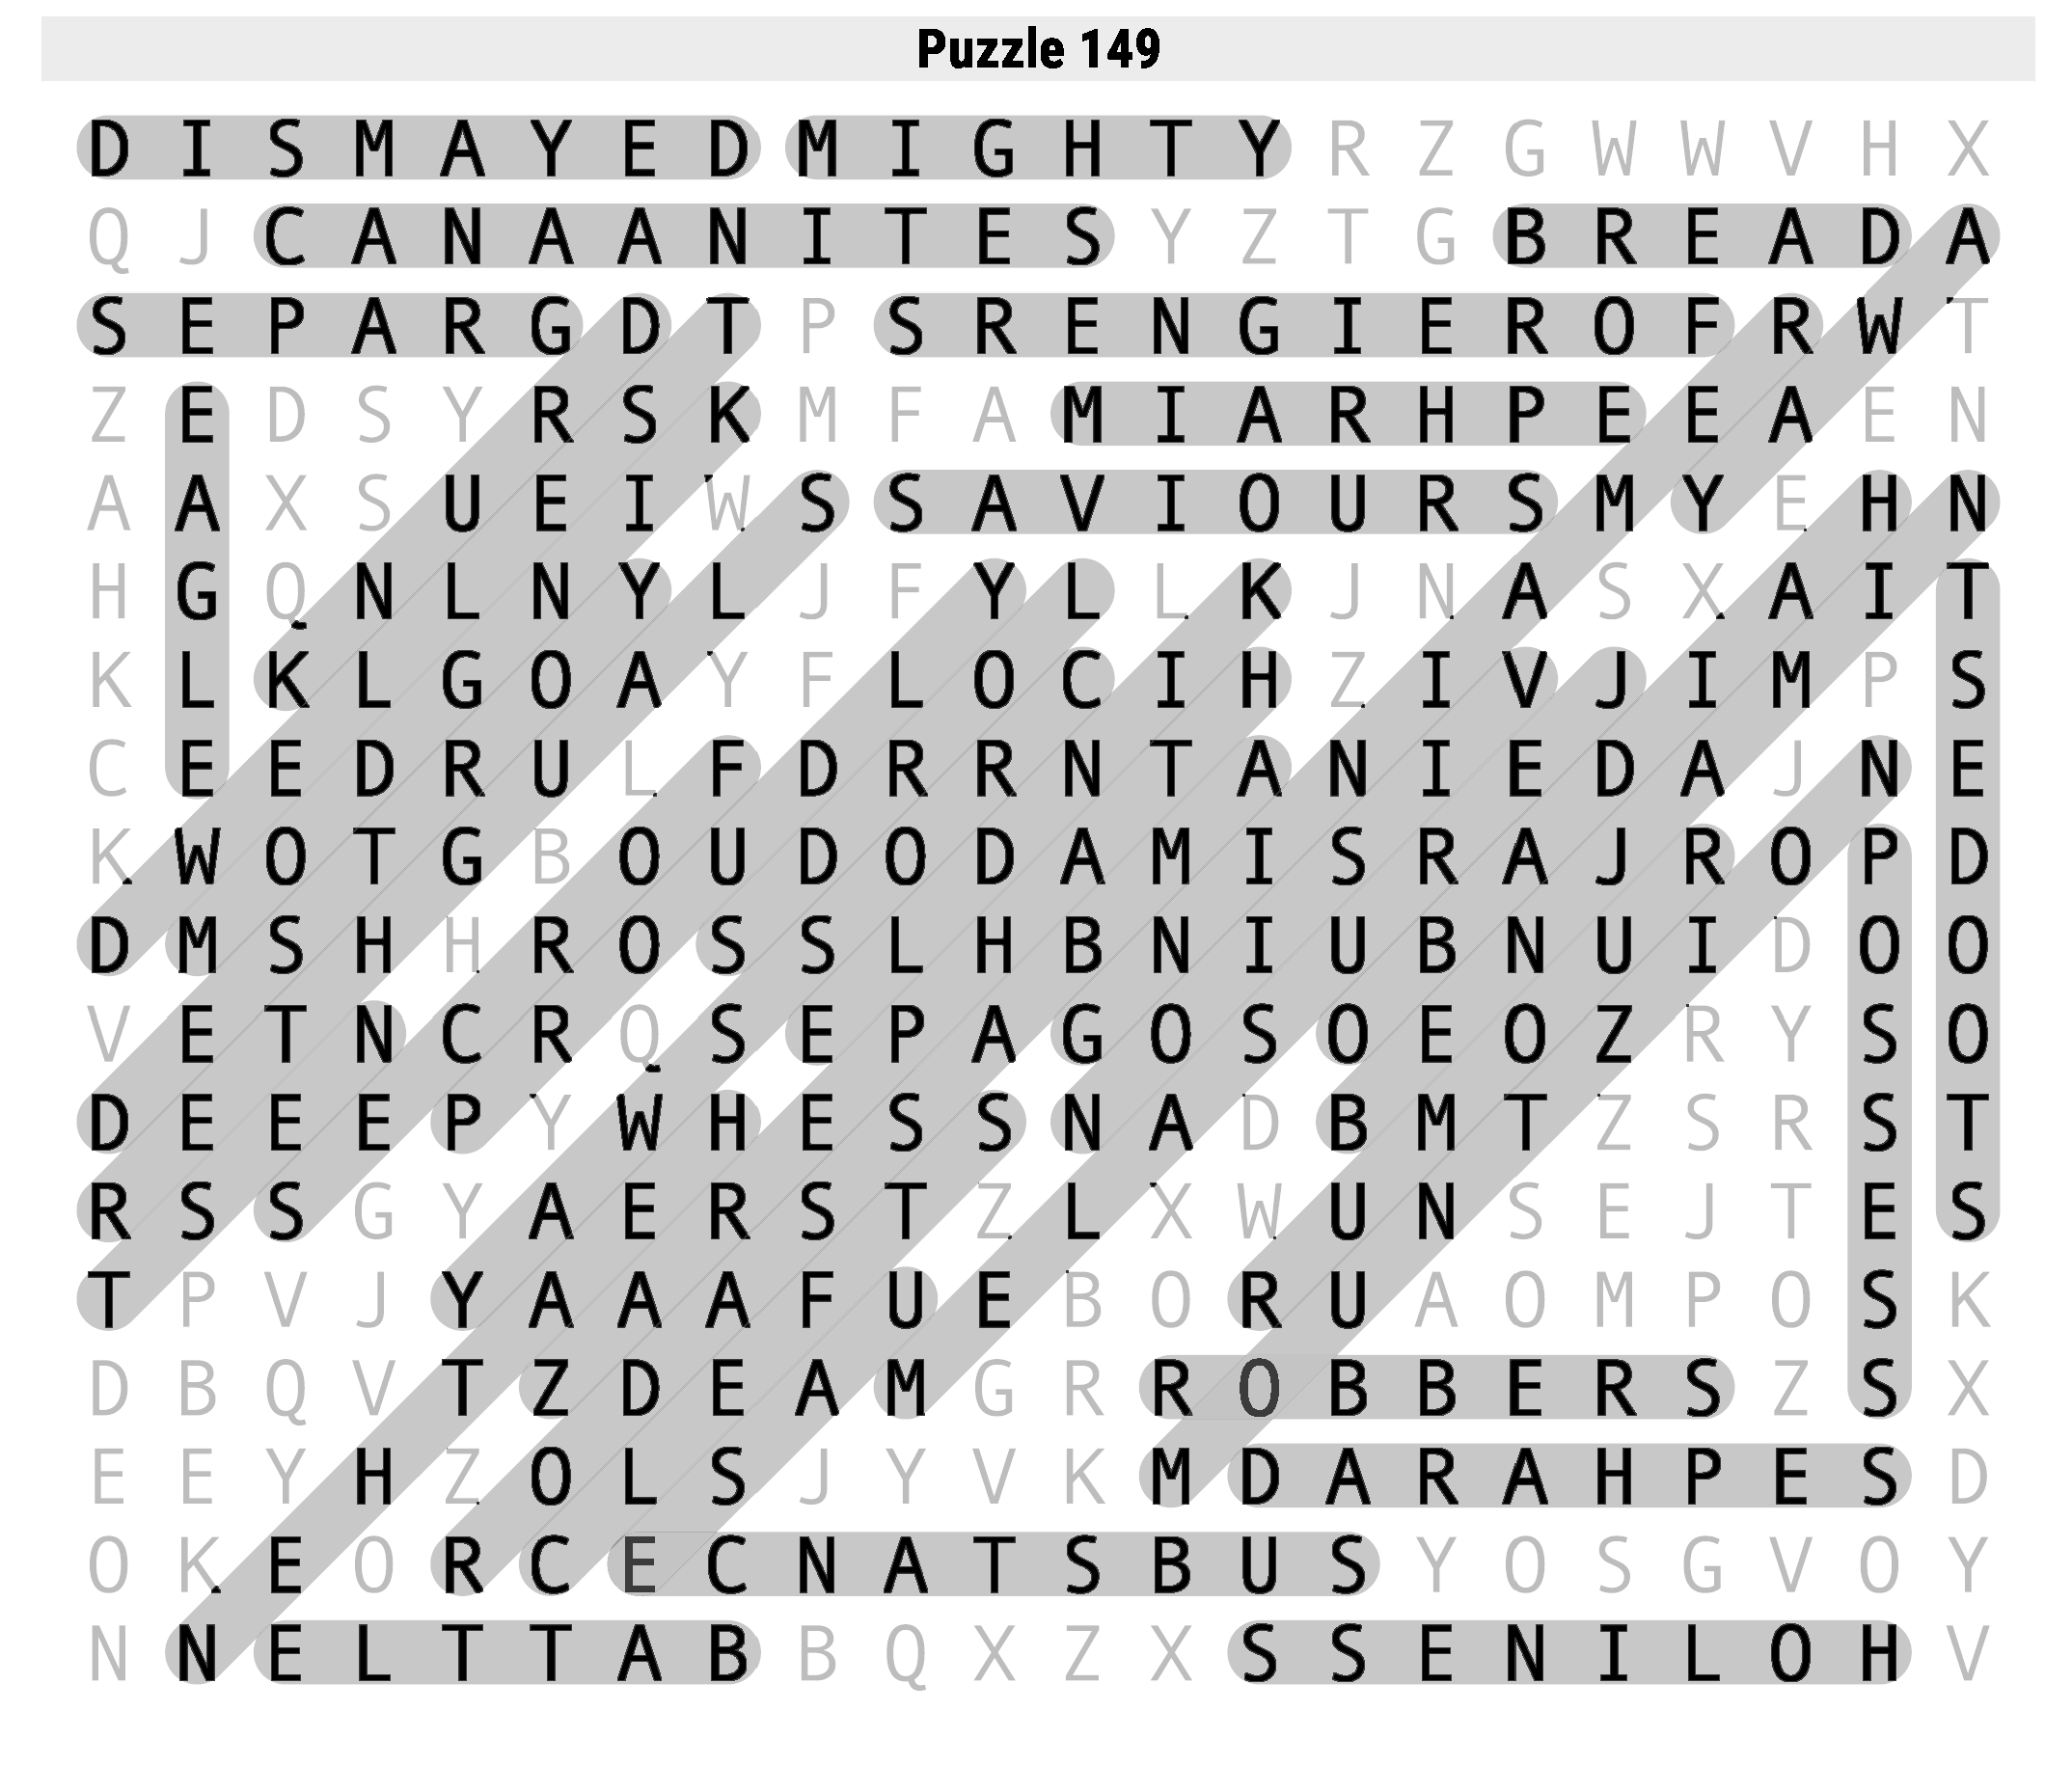 Puzzle 149
D I S M A Y E D M I G H T Y R Z G W W V H X
Q J C A N A A N I T E S Y Z T G B R E A D A
S E P A R G D T P S R E N G I E R O F R W T
Z E D S Y R S K M F A M I A R H P E E A E N
A A X S U E I W S S A V I O U R S M Y E H N
H G Q N L N Y L J F Y L L K J N A S X A I T
K L K L G O A Y F L O C I H Z I V J I M P S
C E E D R U L F D R R N T A N I E D A J N E
K W O T G B O U D O D A M I S R A J R O P D
D M S H H R O S S L H B N I U B N U I D O O
V E T N C R Q S E P A G O S O E O Z R Y S O
D E E E P Y W H E S S N A D B M T Z S R S T
R S S G Y A E R S T Z L X W U N S E J T E S
T P V J Y A A A F U E B O R U A O M P O S K
D B Q V T Z D E A M G R R O B B E R S Z S X
E E Y H Z O L S J Y V K M D A R A H P E S D
O K E O R C E C N A T S B U S Y O S G V O Y
N N E L T T A B B Q X Z X S S E N I L O H V